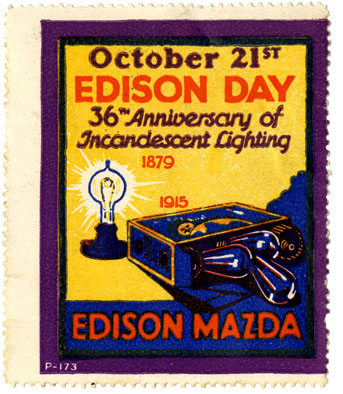 October 21ST
EDISON DAY
36TH Anniversary of
Incandescent Lighting
1879
1915
EDISON MAZDA
P-173